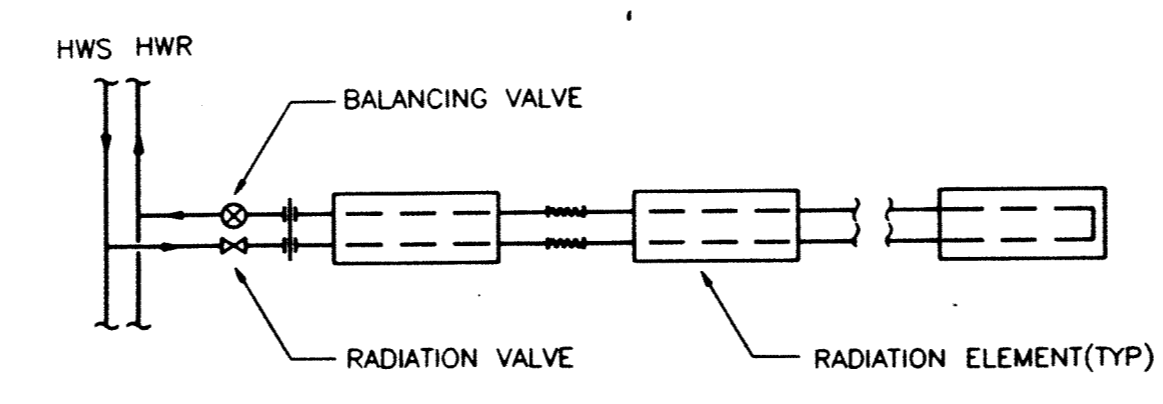 HWS HWR
BALANCING VALVE
RADIATION VALVE
RADIATION ELEMENT(TYP)